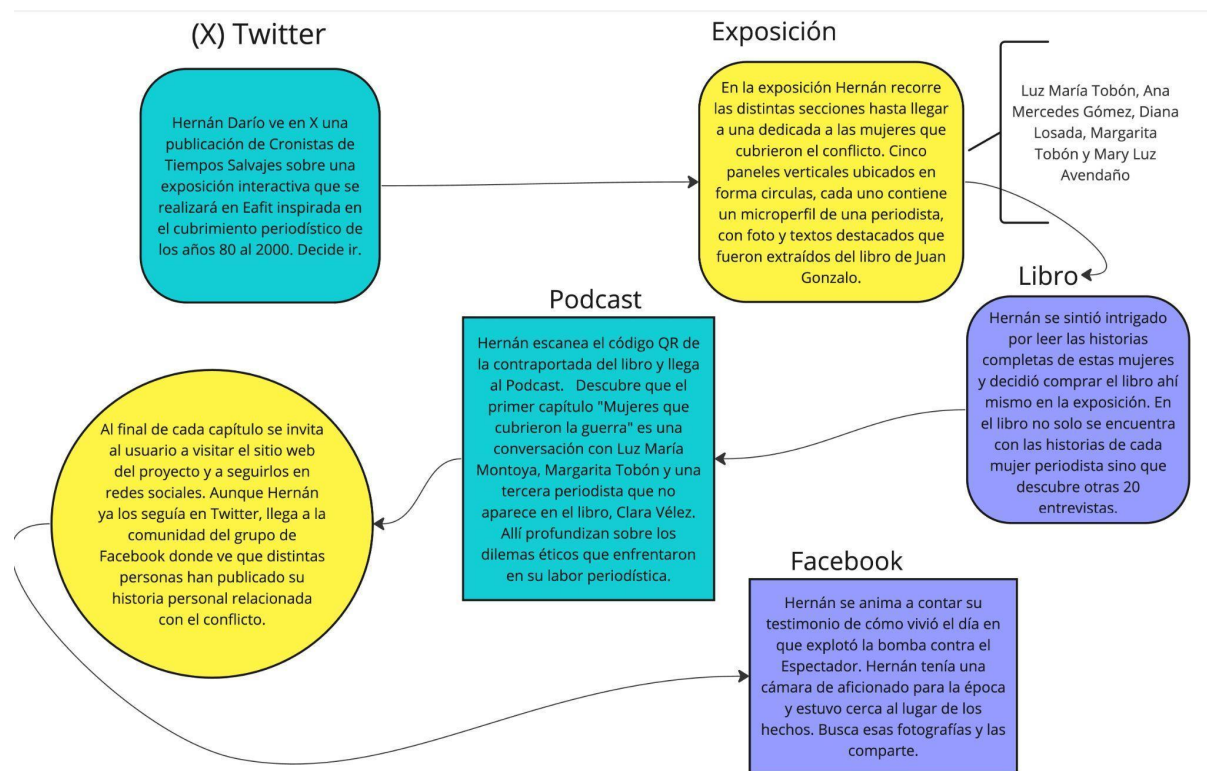 (X) Twitter
Hernán Darío ve en X una
publicación de Cronistas de
Tiempos Salvajes sobre una
exposición interactiva que se
realizará en Eafit inspirada en
el cubrimiento periodístico de
los años 80 al 2000. Decide ir.
Exposición
En la exposición Hernán recorre
las distintas secciones hasta llegar
a una dedicada a las mujeres que
cubrieron el conflicto. Cinco
paneles verticales ubicados en
forma circulas, cada uno contiene
un microperfil de una periodista,
con foto y textos destacados que
fueron extraídos del libro de Juan
Gonzalo.
Luz María Tobón, Ana
Mercedes Gómez, Diana
Losada, Margarita
Tobón y Mary Luz
Avendaño
Libro
Hernán se sintió intrigado
por leer las historias
completas de estas mujeres
y decidió comprar el libro ahí
mismo en la exposición. En
el libro no solo se encuentra
con las historias de cada
mujer periodista sino que
descubre otras 20
entrevistas.
Podcast
Hernán escanea el código QR de
la contraportada del libro y llega
al Podcast. Descubre que el
primer capítulo "Mujeres que
cubrieron la guerra" es una
conversación con Luz María
Montoya, Margarita Tobón y una
tercera periodista que no
aparece en el libro, Clara Vélez.
Allí profundizan sobre los
dilemas éticos que enfrentaron
en su labor periodística.
Al final de cada capítulo se invita
al usuario a visitar el sitio web
del proyecto y a seguirlos en
redes sociales. Aunque Hernán
ya los seguía en Twitter, llega a la
comunidad del grupo de
Facebook donde ve que distintas
personas han publicado su
historia personal relacionada
con el conflicto.
Facebook
Hernán se anima a contar su
testimonio de cómo vivió el día en
que explotó la bomba contra el
Espectador. Hernán tenía una
cámara de aficionado para la época
y estuvo cerca al lugar de los
hechos. Busca esas fotografías y las
comparte.